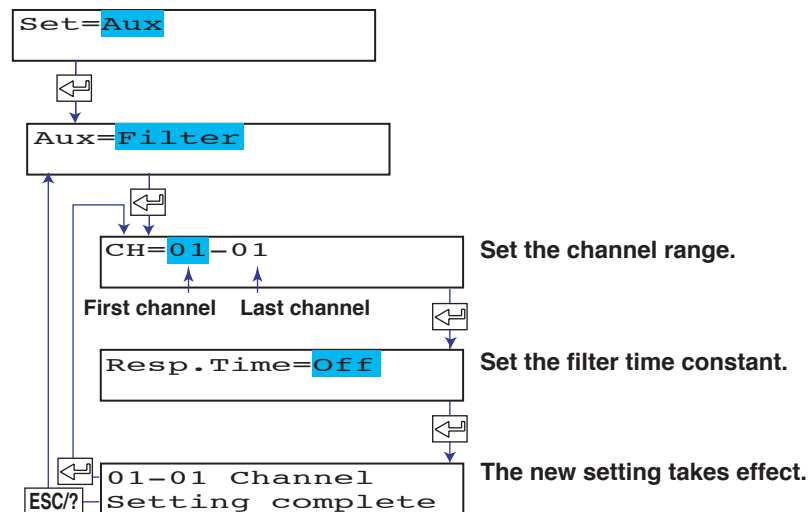 Set=Aux
Aux=Filter
CH=01-01
Set the channel range.
First channel Last channel
Resp.Time=Off
Set the filter time constant.
01-01 Channel
Setting complete
The new setting takes effect.
ESC/?